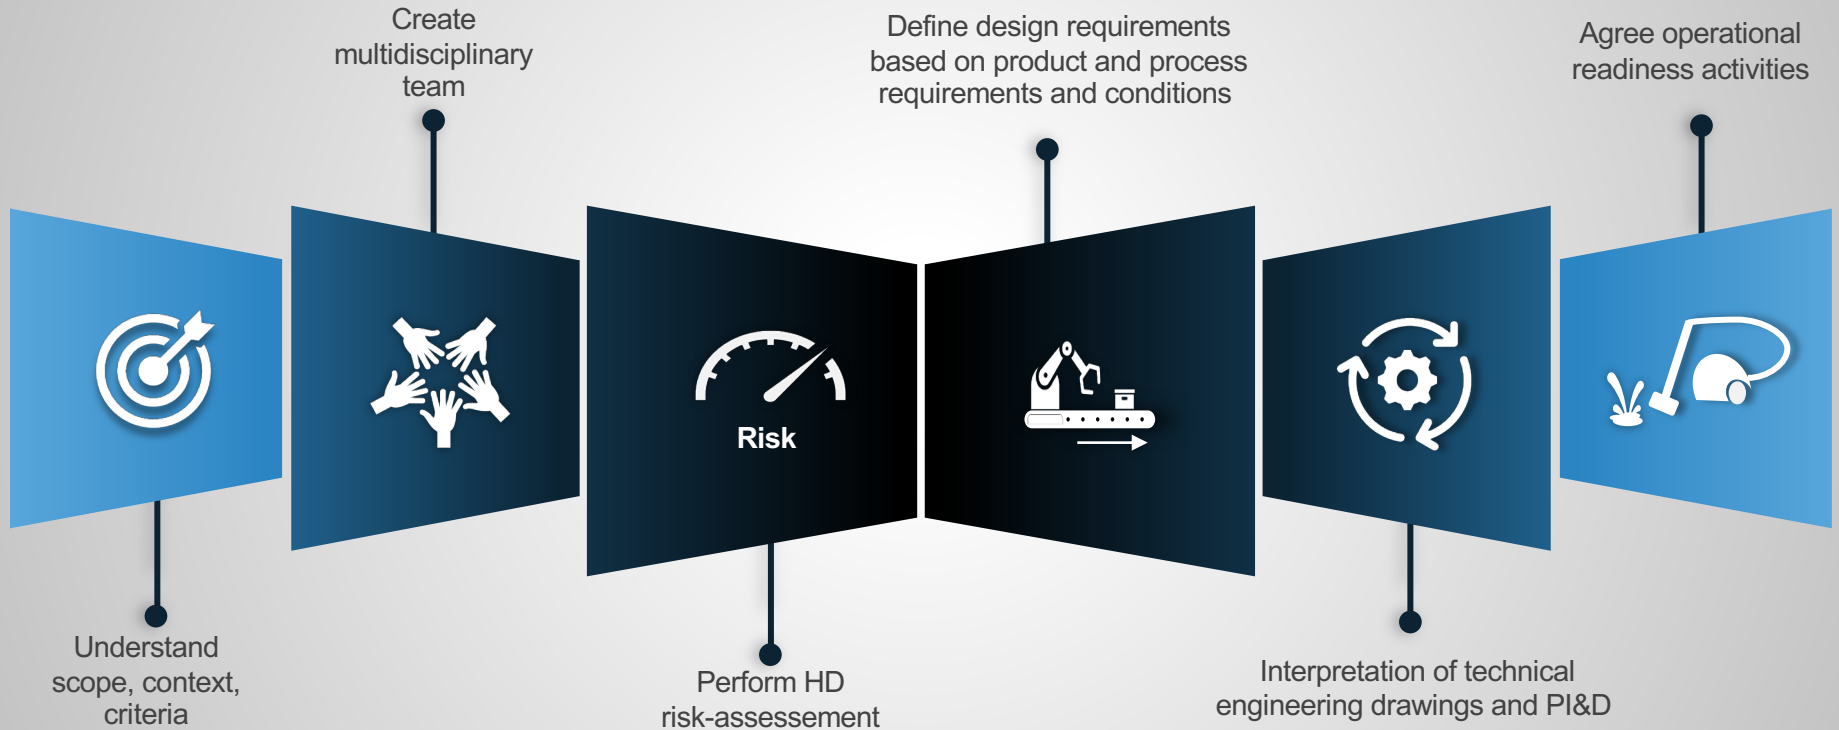 Create
multidisciplinary
team
Define design requirements
based on product and process
requirements and conditions
Agree operational
readiness activities
Risk
Understand
scope, context,
criteria
Perform HD
risk-assessement
Interpretation of technical
engineering drawings and PI&D